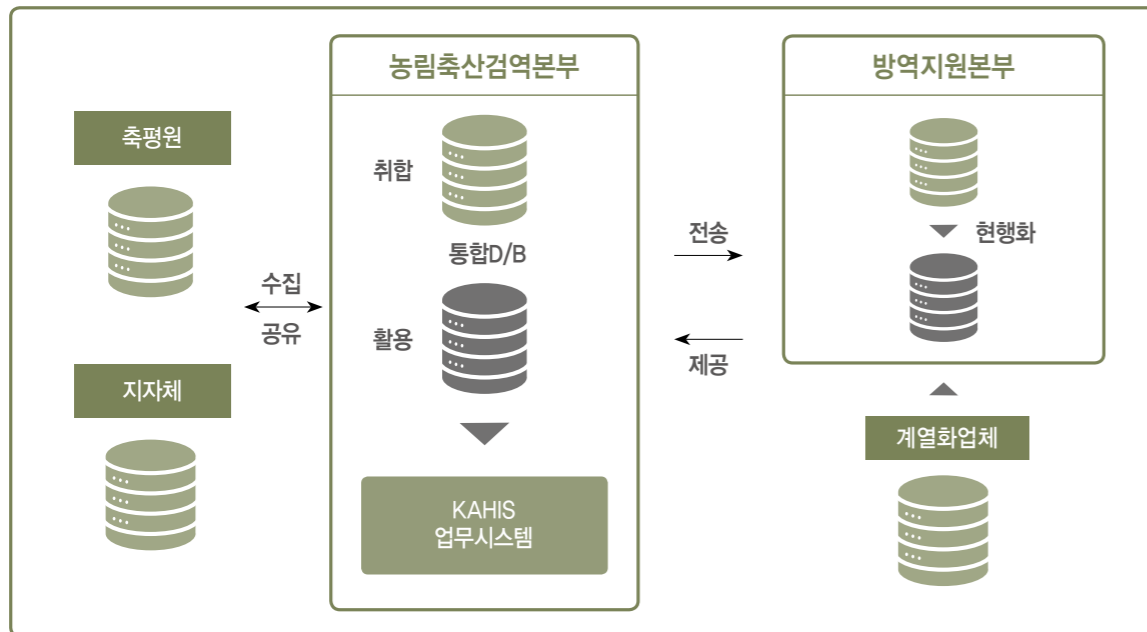 농림축산검역본부
방역지원본부
축평원
취합
통합D/B
활용
수집
공유
지자체
KAHIS
업무시스템
전송
제공
현행화
계열화업체